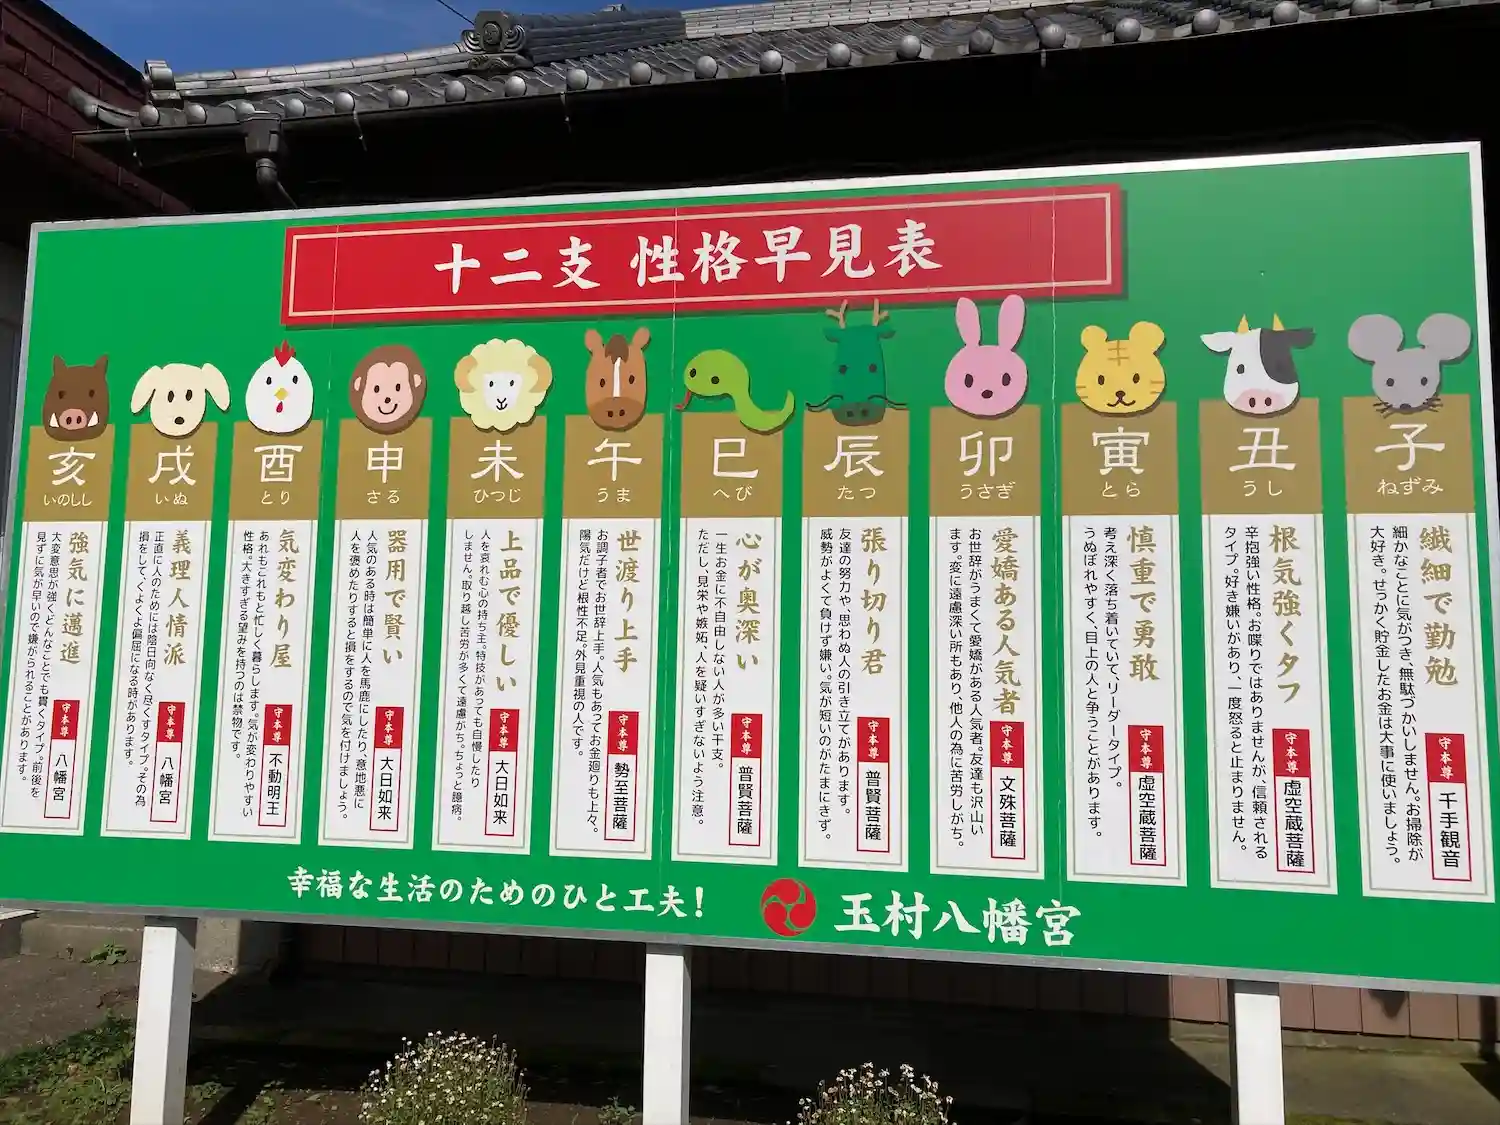 十二支 性格早見表
子
ねずみ
繊細で勤勉
細かなことに気がつき、無駄づかいしません。お掃除が
大好き。せっかく貯金したお金は大事に使いましょう。
守本尊
千手観音
丑
うし
根気強くタフ
辛抱強い性格。お喋りではありませんが、信頼される
タイプ。好き嫌いがあり、一度怒ると止まりません。
守本尊
虚空蔵菩薩
寅
とら
慎重で勇敢
考え深く落ち着いていて、リーダータイプ。
うぬぼれやすく、目上の人と争うことがあります。
守本尊
虚空蔵菩薩
卯
うさぎ
愛嬌ある人気者
お世辞がうまくて愛嬌がある人気者。友達も沢山い
ます。変に遠慮深い所もあり、他人の為に苦労しがち。
守本尊
文殊菩薩
辰
たつ
張り切り君
友達の努力や、思わぬ人の引き立てがあります。
威勢がよくて負けず嫌い。気が短いのがたまにきず。
守本尊
普賢菩薩
巳
へび
心が奥深い
一生お金に不自由しない人が多い干支。
ただし、見栄や嫉妬、人を疑いすぎないよう注意。
守本尊
普賢菩薩
午
うま
世渡り上手
お調子者でお世辞上手。人気もあってお金廻りも上々。
陽気だけど根性不足。外見重視の人です。
守本尊
勢至菩薩
未
ひつじ
上品で優しい
人を哀れむ心の持ち主。特技があっても自慢したり
しません。取り越し苦労が多くて遠慮がち。ちょっと臆病。
守本尊
大日如来
申
さる
器用で賢い
人気のある時は簡単に人を馬鹿にしたり、意地悪に
人を褒めたりすると損をするので気を付けましょう。
守本尊
大日如来
酉
とり
気変わり屋
あれもこれもと忙しく暮らします。気が変わりやすい
性格。大きすぎる望みを持つのは禁物です。
守本尊
不動明王
戌
いぬ
義理人情派
正直に人のためには陰日向なく尽くすタイプ。その為
損をして、くよくよ偏屈になる時があります。
守本尊
八幡宮
亥
いのしし
強気に邁進
大変意思が強くどんなことでも貫くタイプ。前後を
見ずに気が早いので嫌がられることがあります。
守本尊
八幡宮
幸福な生活のためのひと工夫!
玉村八幡宮